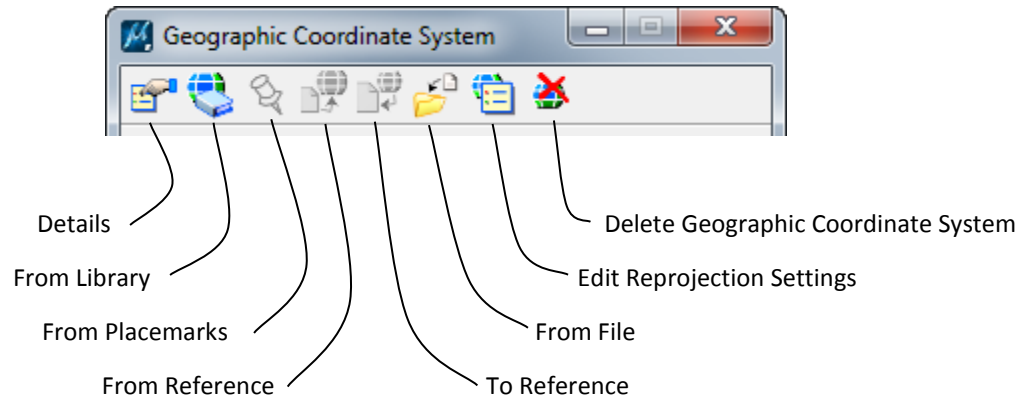 Geographic Coordinate System
Details
Delete Geographic Coordinate System
From Library
Edit Reprojection Settings
From Placemarks
From File
From Reference
To Reference